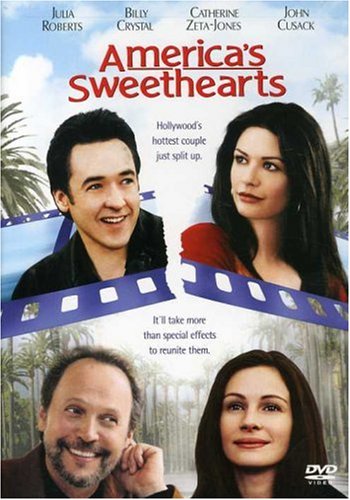 JULIA ROBERTS
BILLY CRYSTAL
CATHERINE ZETA-JONES
JOHN CUSACK
America's
Sweethearts
Hollywood's
hottest couple
just split up.
It'll take more
than special effects
to reunite them.
DVD
VIDEO